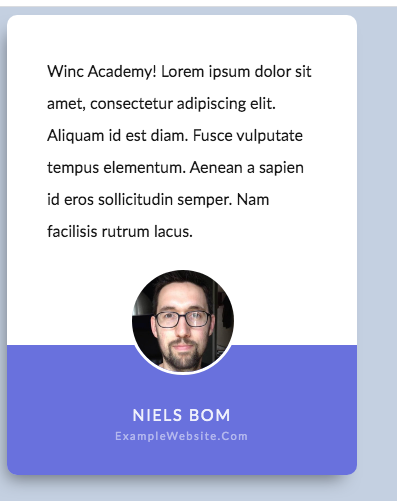 Winc Academy! Lorem ipsum dolor sit
amet, consectetur adipiscing elit.
Aliquam id est diam. Fusce vulputate
tempus elementum. Aenean a sapien
id eros sollicitudin semper. Nam
facilisis rutrum lacus.
NIELS BOM
ExampleWebsite.Com